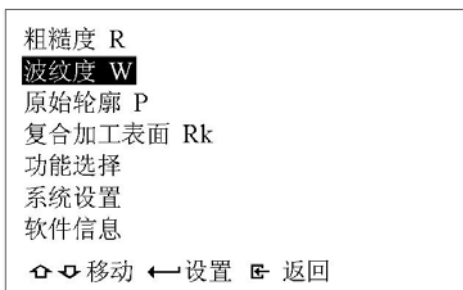 粗糙度 R
波纹度 W
原始轮廓 P
复合加工表面 Rk
功能选择
系统设置
软件信息
移动 设置 返回